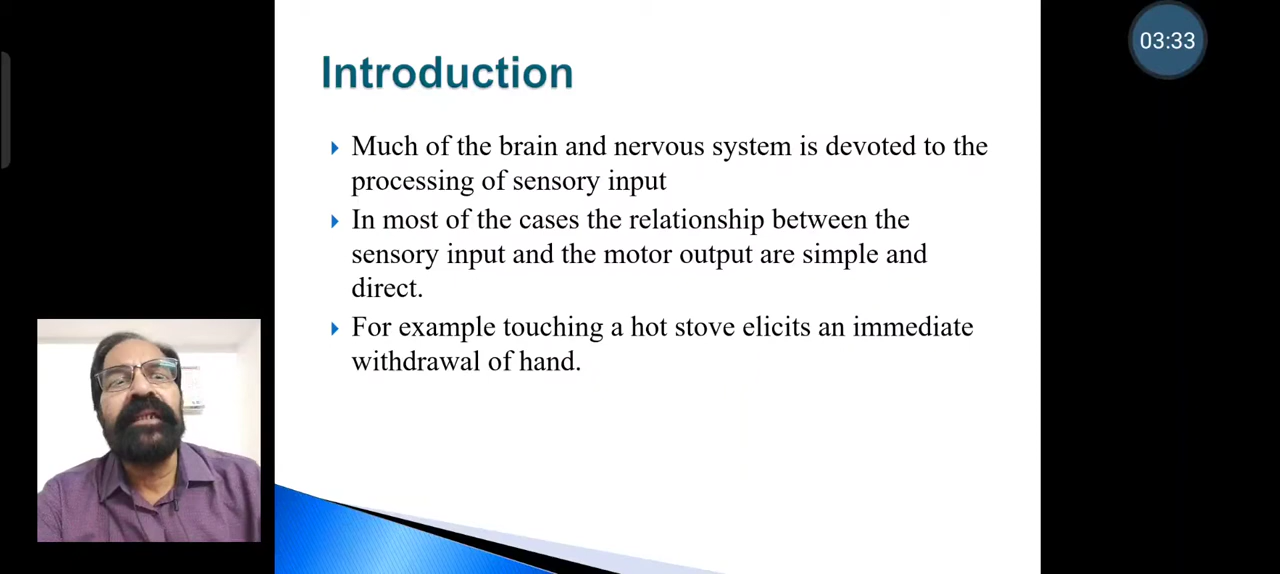 Introduction
03:33
Much of the brain and nervous system is devoted to the
processing of sensory input
In most of the cases the relationship between the
sensory input and the motor output are simple and
direct.
For example touching a hot stove elicits an immediate
withdrawal of hand.